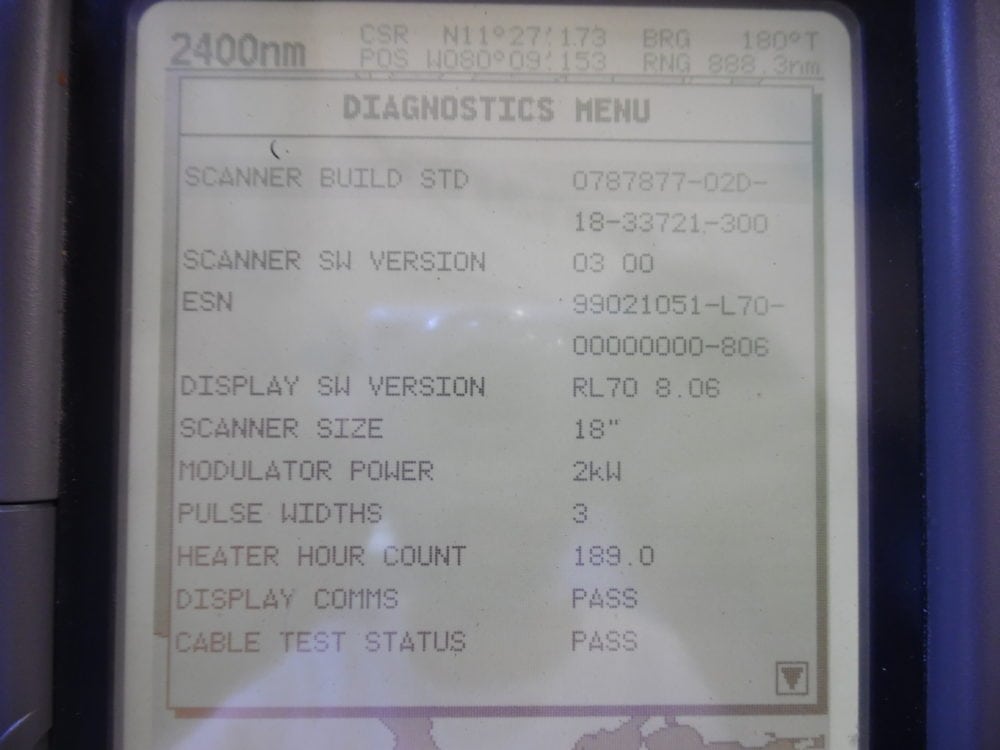 2400nm CSR N11°27'.173 BRG 180°T
POS W080°09'.153 RNG 888.3nm
DIAGNOSTICS MENU
SCANNER BUILD STD 0787877-02D-
18-33721-300
SCANNER SW VERSION 03 00
ESN 99021051-L70-
00000000-806
DISPLAY SW VERSION RL70 8.06
SCANNER SIZE 18"
MODULATOR POWER 2kW
PULSE WIDTHS 3
HEATER HOUR COUNT 189.0
DISPLAY COMMS PASS
CABLE TEST STATUS PASS